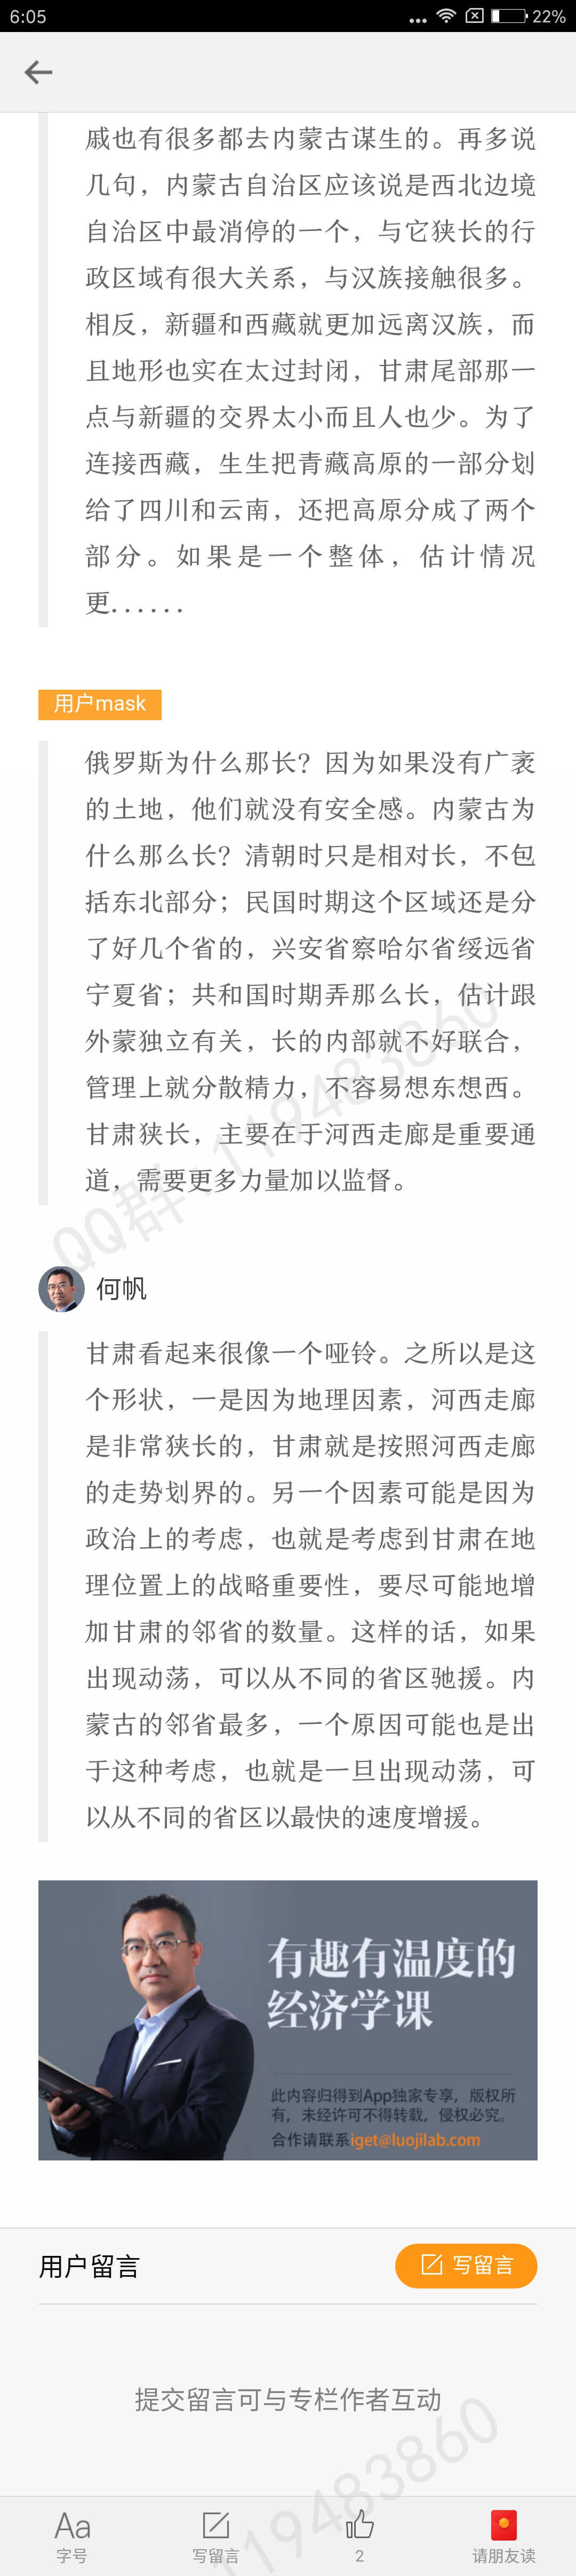 6:05
22%
戚也有很多都去内蒙古谋生的。再多说
几句，内蒙古自治区应该说是西北边境
自治区中最消停的一个，与它狭长的行
政区域有很大关系，与汉族接触很多。
相反，新疆和西藏就更加远离汉族，而
且地形也实在太过封闭，甘肃尾部那一
点与新疆的交界太小而且人也少。为了
连接西藏，生生把青藏高原的一部分划
给了四川和云南，还把高原分成了两个
部分。如果是一个整体，估计情况
更......
用户mask
俄罗斯为什么那长？因为如果没有广袤
的土地，他们就没有安全感。内蒙古为
什么那么长？清朝时只是相对长，不包
括东北部分；民国时期这个区域还是分
了好几个省的，兴安省察哈尔省绥远省
宁夏省；共和国时期弄那么长，估计跟
外蒙独立有关，长的内部就不好联合，
管理上就分散精力，不容易想东想西。
甘肃狭长，主要在于河西走廊是重要通
道，需要更多力量加以监督。
QQ群:119483860
何帆
甘肃看起来很像一个哑铃。之所以是这
个形状，一是因为地理因素，河西走廊
是非常狭长的，甘肃就是按照河西走廊
的走势划界的。另一个因素可能是因为
政治上的考虑，也就是考虑到甘肃在地
理位置上的战略重要性，要尽可能地增
加甘肃的邻省的数量。这样的话，如果
出现动荡，可以从不同的省区驰援。内
蒙古的邻省最多，一个原因可能也是出
于这种考虑，也就是一旦出现动荡，可
以从不同的省区以最快的速度增援。
有趣有温度的
经济学课
此内容归得到App独家专享，版权所
有，未经许可不得转载，侵权必究。
合作请联系iget@luojilab.com
用户留言
写留言
提交留言可与专栏作者互动
119483860
Aa
字号
写留言
2
请朋友读